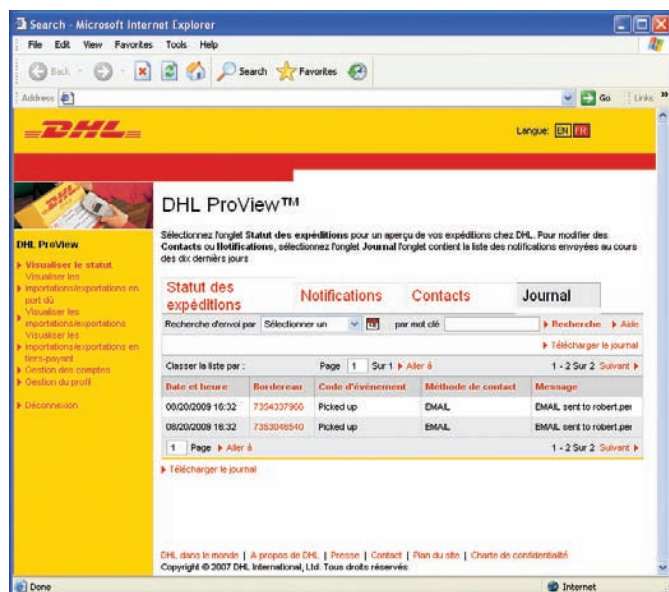 Search - Microsoft Internet Explorer
File Edit View Favorites Tools Help
Back Search Favorites
Address Go Links »
DHL Langue: EN FR
DHL ProView™
Sélectionnez l'onglet Statut des expéditions pour un aperçu de vos expéditions chez DHL. Pour modifier des
Contacts ou Notifications, sélectionnez l'onglet Journal l'onglet contient la liste des notifications envoyées au cours
des dix derniers jours
DHL ProView
Visualiser le statut
Visualiser les
importations/exportations en
port dû
Visualiser les
importations/exportations
Visualiser les
importations/exportations en
tiers-payant
Gestion des comptes
Gestion du profil
Déconnexion
Statut des
expéditions Notifications Contacts Journal
Recherche d'envoi par Sélectionner un par mot clé Recherche Aide
Télécharger le journal
Classer la liste par : Page 1 Sur 1 Aller à 1 - 2 Sur 2 Suivant
Date et heure Bordereau Code d'événement Méthode de contact Message
08/20/2009 16:32 7354337966 Picked up EMAIL EMAIL sent to robert.per
08/20/2009 16:32 7353046540 Picked up EMAIL EMAIL sent to robert.per
1 Page Aller à 1 - 2 Sur 2 Suivant
Télécharger le journal
DHL dans le monde | A propos de DHL | Presse | Contact | Plan du site | Charte de confidentialité
Copyright © 2007 DHL International, Ltd. Tous droits réservés
Done Internet